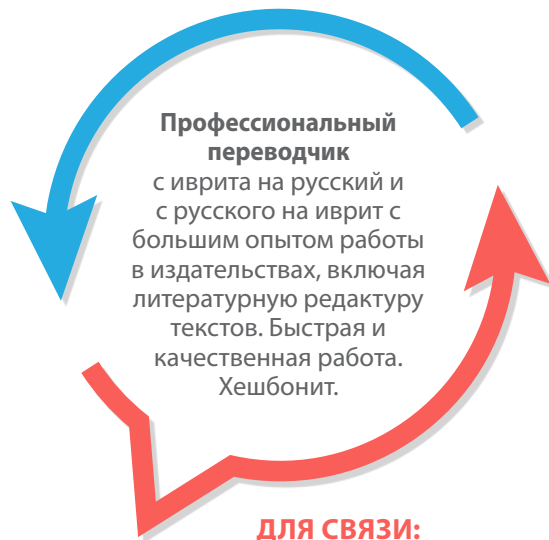 Профессиональный
переводчик
с иврита на русский и
с русского на иврит с
большим опытом работы
в издательствах, включая
литературную редактуру
текстов. Быстрая и
качественная работа.
Хешбонит.
ДЛЯ СВЯЗИ: